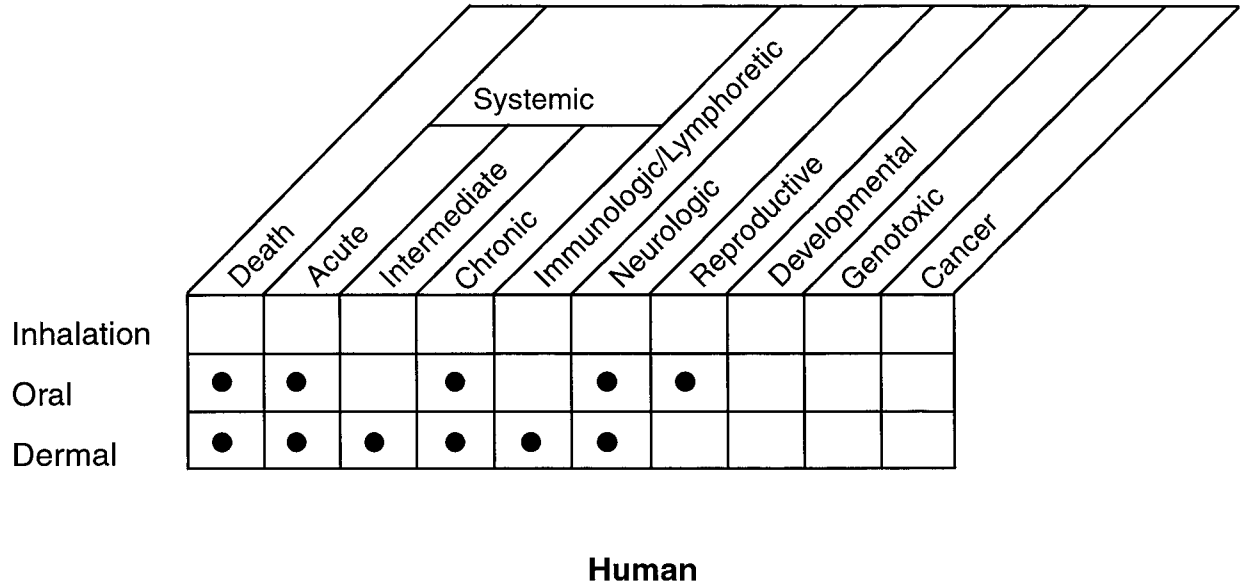 Systemic
Death
Acute
Intermediate
Chronic
Immunologic/Lymphoretic
Neurologic
Reproductive
Developmental
Genotoxic
Cancer
Inhalation
Oral
Dermal
Human